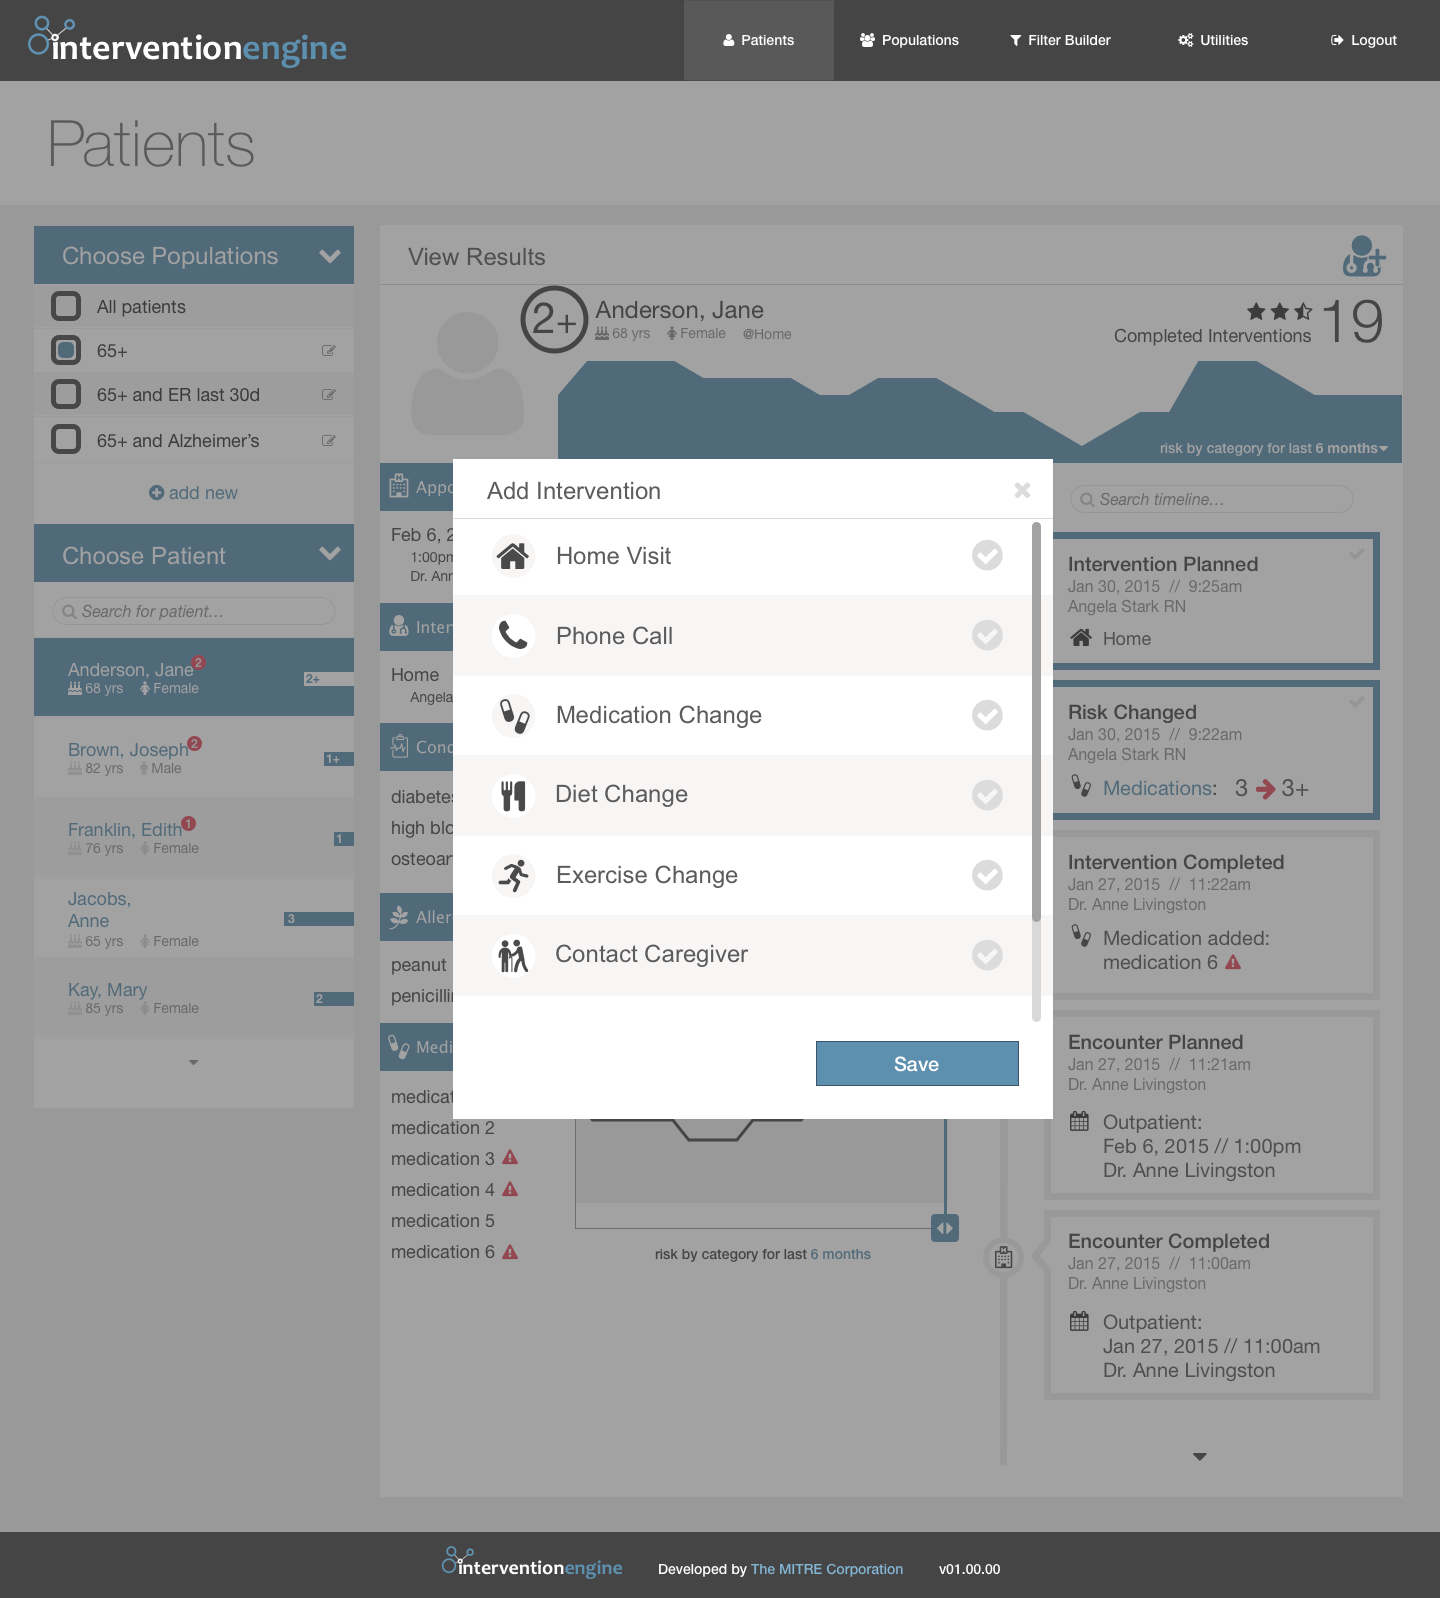 interventionengine
Patients
Populations
Filter Builder
Utilities
Logout
Patients
Choose Populations
All patients
65+
65+ and ER last 30d
65+ and Alzheimer’s
add new
Choose Patient
Search for patient...
Anderson, Jane 2
68 yrs Female
2+
Brown, Joseph 2
82 yrs Male
1+
Franklin, Edith 1
76 yrs Female
1
Jacobs,
Anne
65 yrs Female
3
Kay, Mary
85 yrs Female
2
View Results
2+
Anderson, Jane
68 yrs Female @Home
Completed Interventions 19
risk by category for last 6 months
Feb 6, 2
1:00pm
Dr. Ann
Home
Angela
diabetes
high blo
osteoar
peanut
penicilli
medicat
medication 2
medication 3
medication 4
medication 5
medication 6
Add Intervention
Home Visit
Phone Call
Medication Change
Diet Change
Exercise Change
Contact Caregiver
Save
risk by category for last 6 months
Search timeline...
Intervention Planned
Jan 30, 2015 // 9:25am
Angela Stark RN
Home
Risk Changed
Jan 30, 2015 // 9:22am
Angela Stark RN
Medications: 3 3+
Intervention Completed
Jan 27, 2015 // 11:22am
Dr. Anne Livingston
Medication added:
medication 6
Encounter Planned
Jan 27, 2015 // 11:21am
Dr. Anne Livingston
Outpatient:
Feb 6, 2015 // 1:00pm
Dr. Anne Livingston
Encounter Completed
Jan 27, 2015 // 11:00am
Dr. Anne Livingston
Outpatient:
Jan 27, 2015 // 11:00am
Dr. Anne Livingston
interventionengine
Developed by The MITRE Corporation
v01.00.00